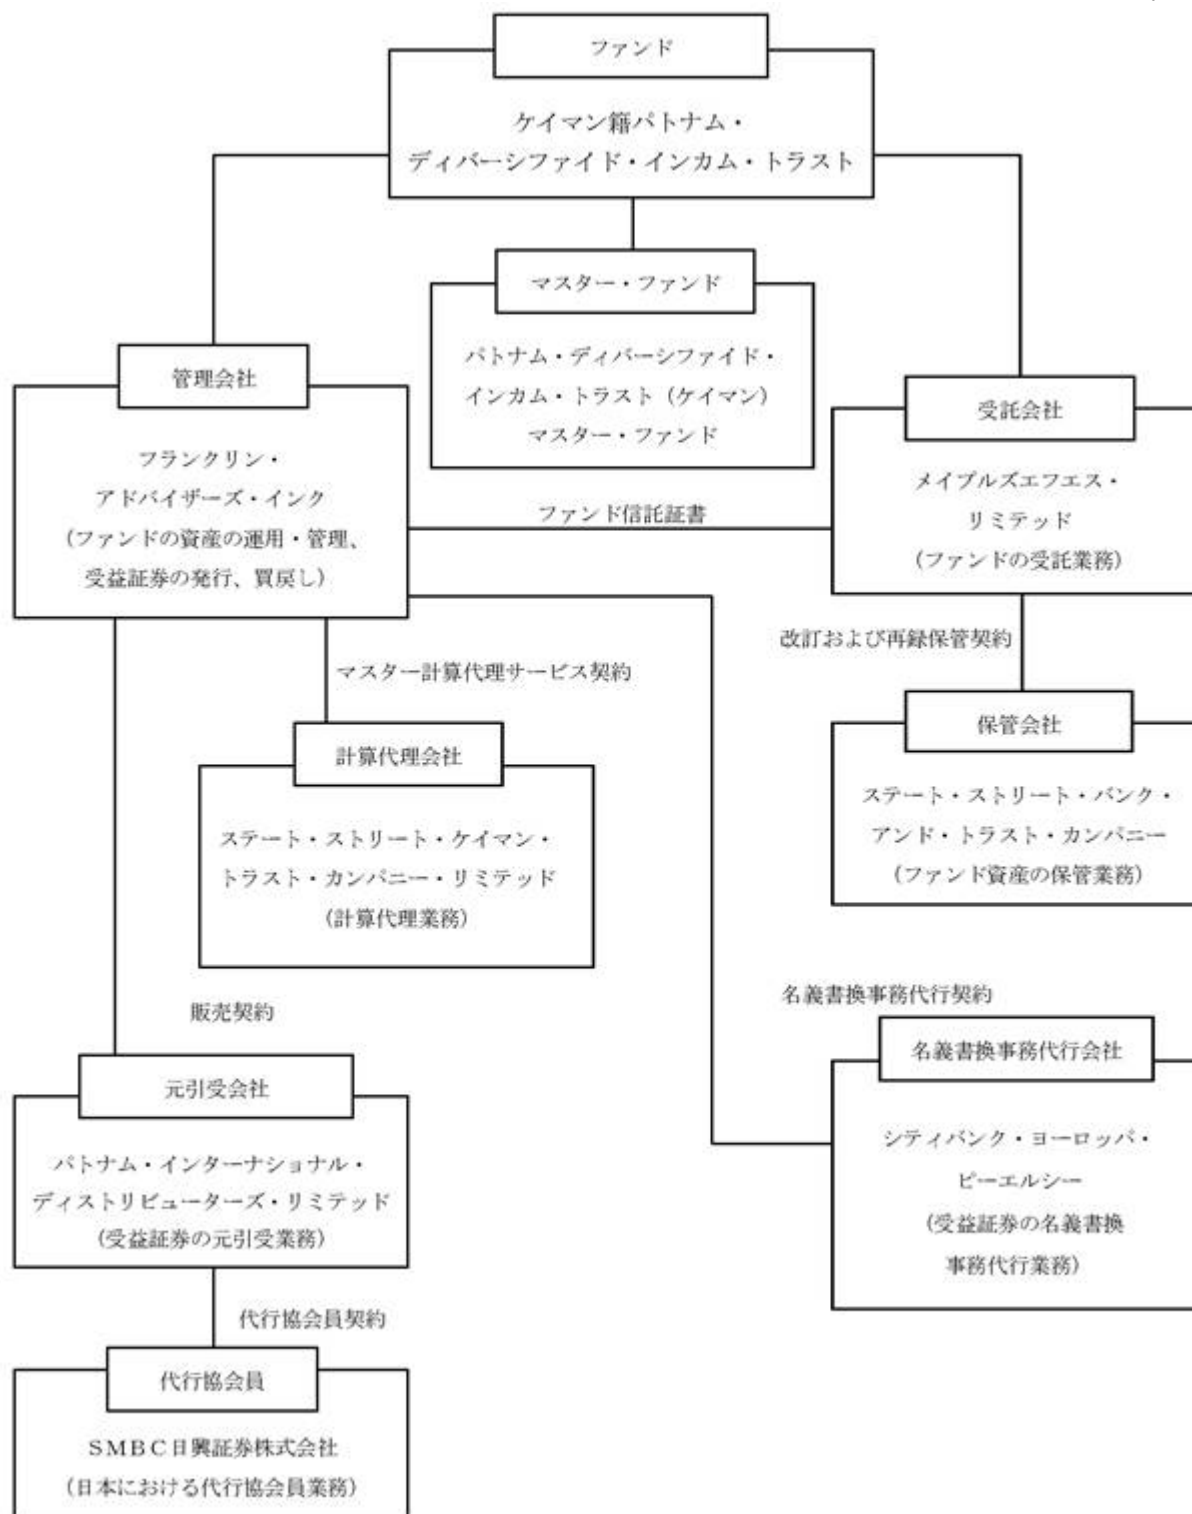 ファンド
ケイマン籍パトナム・
ディバーシファイド・インカム・トラスト
マスター・ファンド
パトナム・ディバーシファイド・
インカム・トラスト（ケイマン）
マスター・ファンド
管理会社
フランクリン・
アドバイザーズ・インク
（ファンドの資産の運用・管理、
受益証券の発行、買戻し）
受託会社
メイプルズエフエス・
リミテッド
（ファンドの受託業務）
ファンド信託証書
改訂および再録保管契約
マスター計算代理サービス契約
保管会社
ステート・ストリート・バンク・
アンド・トラスト・カンパニー
（ファンド資産の保管業務）
計算代理会社
ステート・ストリート・ケイマン・
トラスト・カンパニー・リミテッド
（計算代理業務）
販売契約
名義書換事務代行契約
名義書換事務代行会社
シティバンク・ヨーロッパ・
ピーエルシー
（受益証券の名義書換
事務代行業務）
元引受会社
パトナム・インターナショナル・
ディストリビューターズ・リミテッド
（受益証券の元引受業務）
代行協会員契約
代行協会員
ＳＭＢＣ日興証券株式会社
（日本における代行協会員業務）